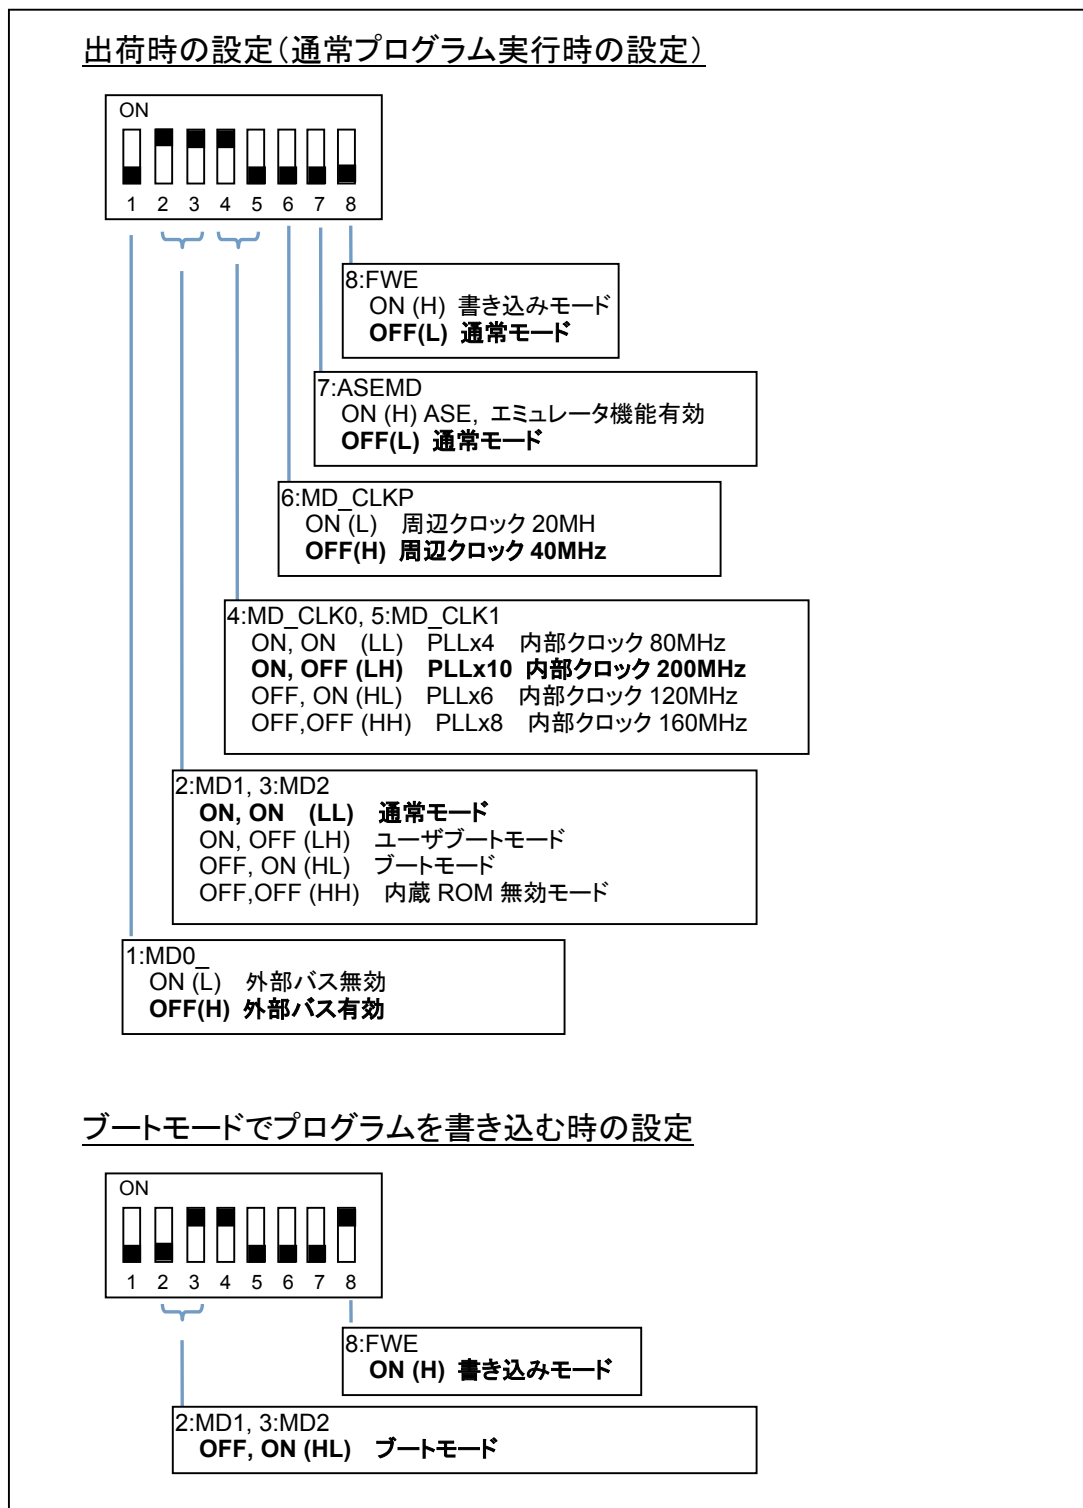 出荷時の設定(通常プログラム実行時の設定)
ON
1 2 3 4 5 6 7 8
8:FWE
ON (H) 書き込みモード
OFF(L) 通常モード
7:ASEMD
ON (H) ASE, エミュレータ機能有効
OFF(L) 通常モード
6:MD_CLKP
ON (L) 周辺クロック 20MH
OFF(H) 周辺クロック 40MHz
4:MD_CLK0, 5:MD_CLK1
ON, ON (LL) PLLx4 内部クロック 80MHz
ON, OFF (LH) PLLx10 内部クロック 200MHz
OFF, ON (HL) PLLx6 内部クロック 120MHz
OFF,OFF (HH) PLLx8 内部クロック 160MHz
2:MD1, 3:MD2
ON, ON (LL) 通常モード
ON, OFF (LH) ユーザブートモード
OFF, ON (HL) ブートモード
OFF,OFF (HH) 内蔵 ROM 無効モード
1:MD0_
ON (L) 外部バス無効
OFF(H) 外部バス有効
ブートモードでプログラムを書き込む時の設定
ON
1 2 3 4 5 6 7 8
8:FWE
ON (H) 書き込みモード
2:MD1, 3:MD2
OFF, ON (HL) ブートモード